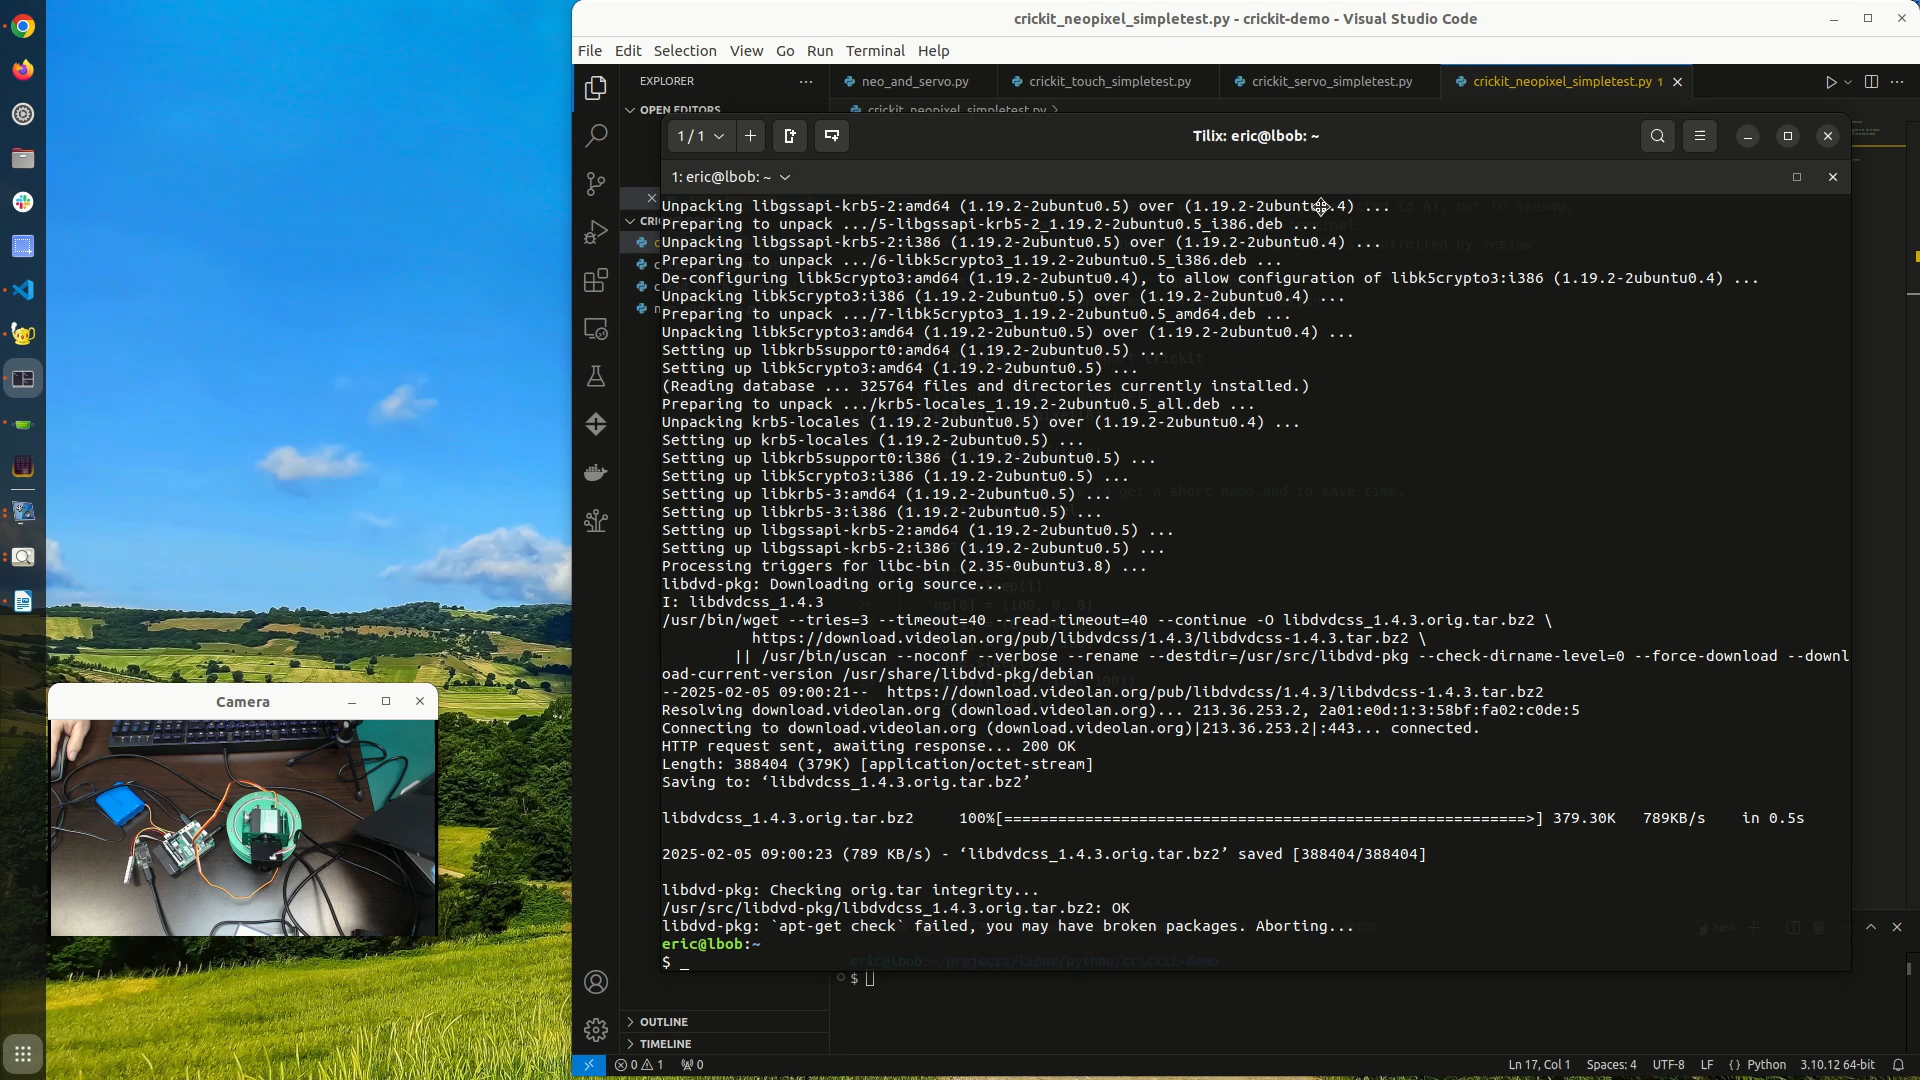 crickit_neopixel_simpletest.py - crickit-demo - Visual Studio Code
File Edit Selection View Go Run Terminal Help
EXPLORER
neo_and_servo.py
crickit_touch_simpletest.py
crickit_servo_simpletest.py
crickit_neopixel_simpletest.py 1
OPEN EDITORS
crickit_neopixel_simpletest.py
1 / 1
Tilix: eric@lbob: ~
1: eric@lbob: ~
CRI
Unpacking libgssapi-krb5-2:amd64 (1.19.2-2ubuntu0.5) over (1.19.2-2ubuntu0.4) ...
Preparing to unpack .../5-libgssapi-krb5-2_1.19.2-2ubuntu0.5_i386.deb ...
Unpacking libgssapi-krb5-2:i386 (1.19.2-2ubuntu0.5) over (1.19.2-2ubuntu0.4) ...
Preparing to unpack .../6-libk5crypto3_1.19.2-2ubuntu0.5_i386.deb ...
De-configuring libk5crypto3:amd64 (1.19.2-2ubuntu0.4), to allow configuration of libk5crypto3:i386 (1.19.2-2ubuntu0.4) ...
Unpacking libk5crypto3:i386 (1.19.2-2ubuntu0.5) over (1.19.2-2ubuntu0.4) ...
Preparing to unpack .../7-libk5crypto3_1.19.2-2ubuntu0.5_amd64.deb ...
Unpacking libk5crypto3:amd64 (1.19.2-2ubuntu0.5) over (1.19.2-2ubuntu0.4) ...
Setting up libkrb5support0:amd64 (1.19.2-2ubuntu0.5) ...
Setting up libk5crypto3:amd64 (1.19.2-2ubuntu0.5) ...
(Reading database ... 325764 files and directories currently installed.)
Preparing to unpack .../krb5-locales_1.19.2-2ubuntu0.5_all.deb ...
Unpacking krb5-locales (1.19.2-2ubuntu0.5) over (1.19.2-2ubuntu0.4) ...
Setting up krb5-locales (1.19.2-2ubuntu0.5) ...
Setting up libkrb5support0:i386 (1.19.2-2ubuntu0.5) ...
Setting up libk5crypto3:i386 (1.19.2-2ubuntu0.5) ...
Setting up libkrb5-3:amd64 (1.19.2-2ubuntu0.5) ...
Setting up libkrb5-3:i386 (1.19.2-2ubuntu0.5) ...
Setting up libgssapi-krb5-2:amd64 (1.19.2-2ubuntu0.5) ...
Setting up libgssapi-krb5-2:i386 (1.19.2-2ubuntu0.5) ...
Processing triggers for libc-bin (2.35-0ubuntu3.8) ...
libdvd-pkg: Downloading orig source...
I: libdvdcss_1.4.3
/usr/bin/wget --tries=3 --timeout=40 --read-timeout=40 --continue -O libdvdcss_1.4.3.orig.tar.bz2 \
https://download.videolan.org/pub/libdvdcss/1.4.3/libdvdcss-1.4.3.tar.bz2 \
|| /usr/bin/uscan --noconf --verbose --rename --destdir=/usr/src/libdvd-pkg --check-dirname-level=0 --force-download --downl
oad-current-version /usr/share/libdvd-pkg/debian
--2025-02-05 09:00:21-- https://download.videolan.org/pub/libdvdcss/1.4.3/libdvdcss-1.4.3.tar.bz2
Resolving download.videolan.org (download.videolan.org)... 213.36.253.2, 2a01:e0d:1:3:58bf:fa02:c0de:5
Connecting to download.videolan.org (download.videolan.org)|213.36.253.2|:443... connected.
HTTP request sent, awaiting response... 200 OK
Length: 388404 (379K) [application/octet-stream]
Saving to: ‘libdvdcss_1.4.3.orig.tar.bz2’
libdvdcss_1.4.3.orig.tar.bz2 100%[==========================================================>] 379.30K 789KB/s in 0.5s
2025-02-05 09:00:23 (789 KB/s) - ‘libdvdcss_1.4.3.orig.tar.bz2’ saved [388404/388404]
libdvd-pkg: Checking orig.tar integrity...
/usr/src/libdvd-pkg/libdvdcss_1.4.3.orig.tar.bz2: OK
libdvd-pkg: `apt-get check` failed, you may have broken packages. Aborting...
eric@lbob:~
$ _
eric@lbob:~/projects/linux/python/crickit-demo
$
Camera
OUTLINE
TIMELINE
0 1 0
Ln 17, Col 1 Spaces: 4 UTF-8 LF Python 3.10.12 64-bit